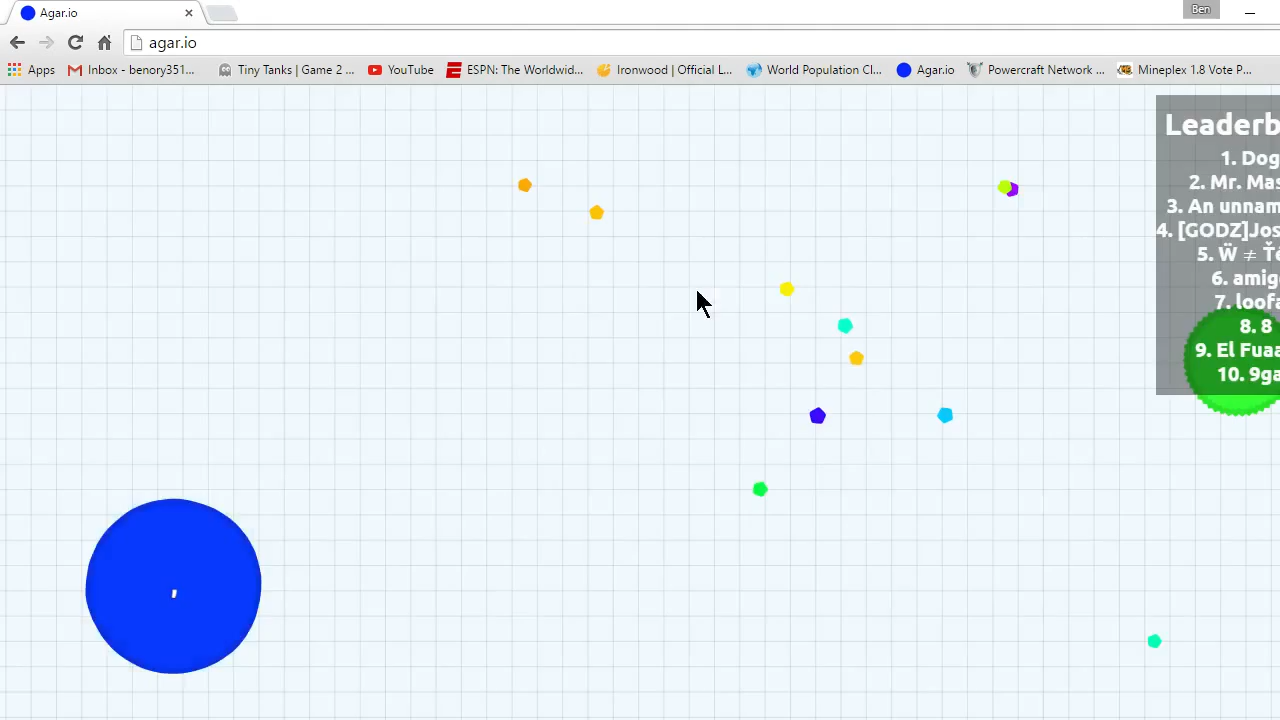 Agar.io
Ben
agar.io
Apps
Inbox - benory351...
Tiny Tanks | Game 2 ...
YouTube
ESPN: The Worldwid...
Ironwood | Official L...
World Population Cl...
Agar.io
Powercraft Network ...
Mineplex 1.8 Vote P...
Leaderb
1. Dog
2. Mr. Mas
3. An unnam
4. [GODZ]Jos
5. Ẅ ≠ Ťe
6. amig
7. loofa
8. 8
9. El Fuaa
10. 9ga
,